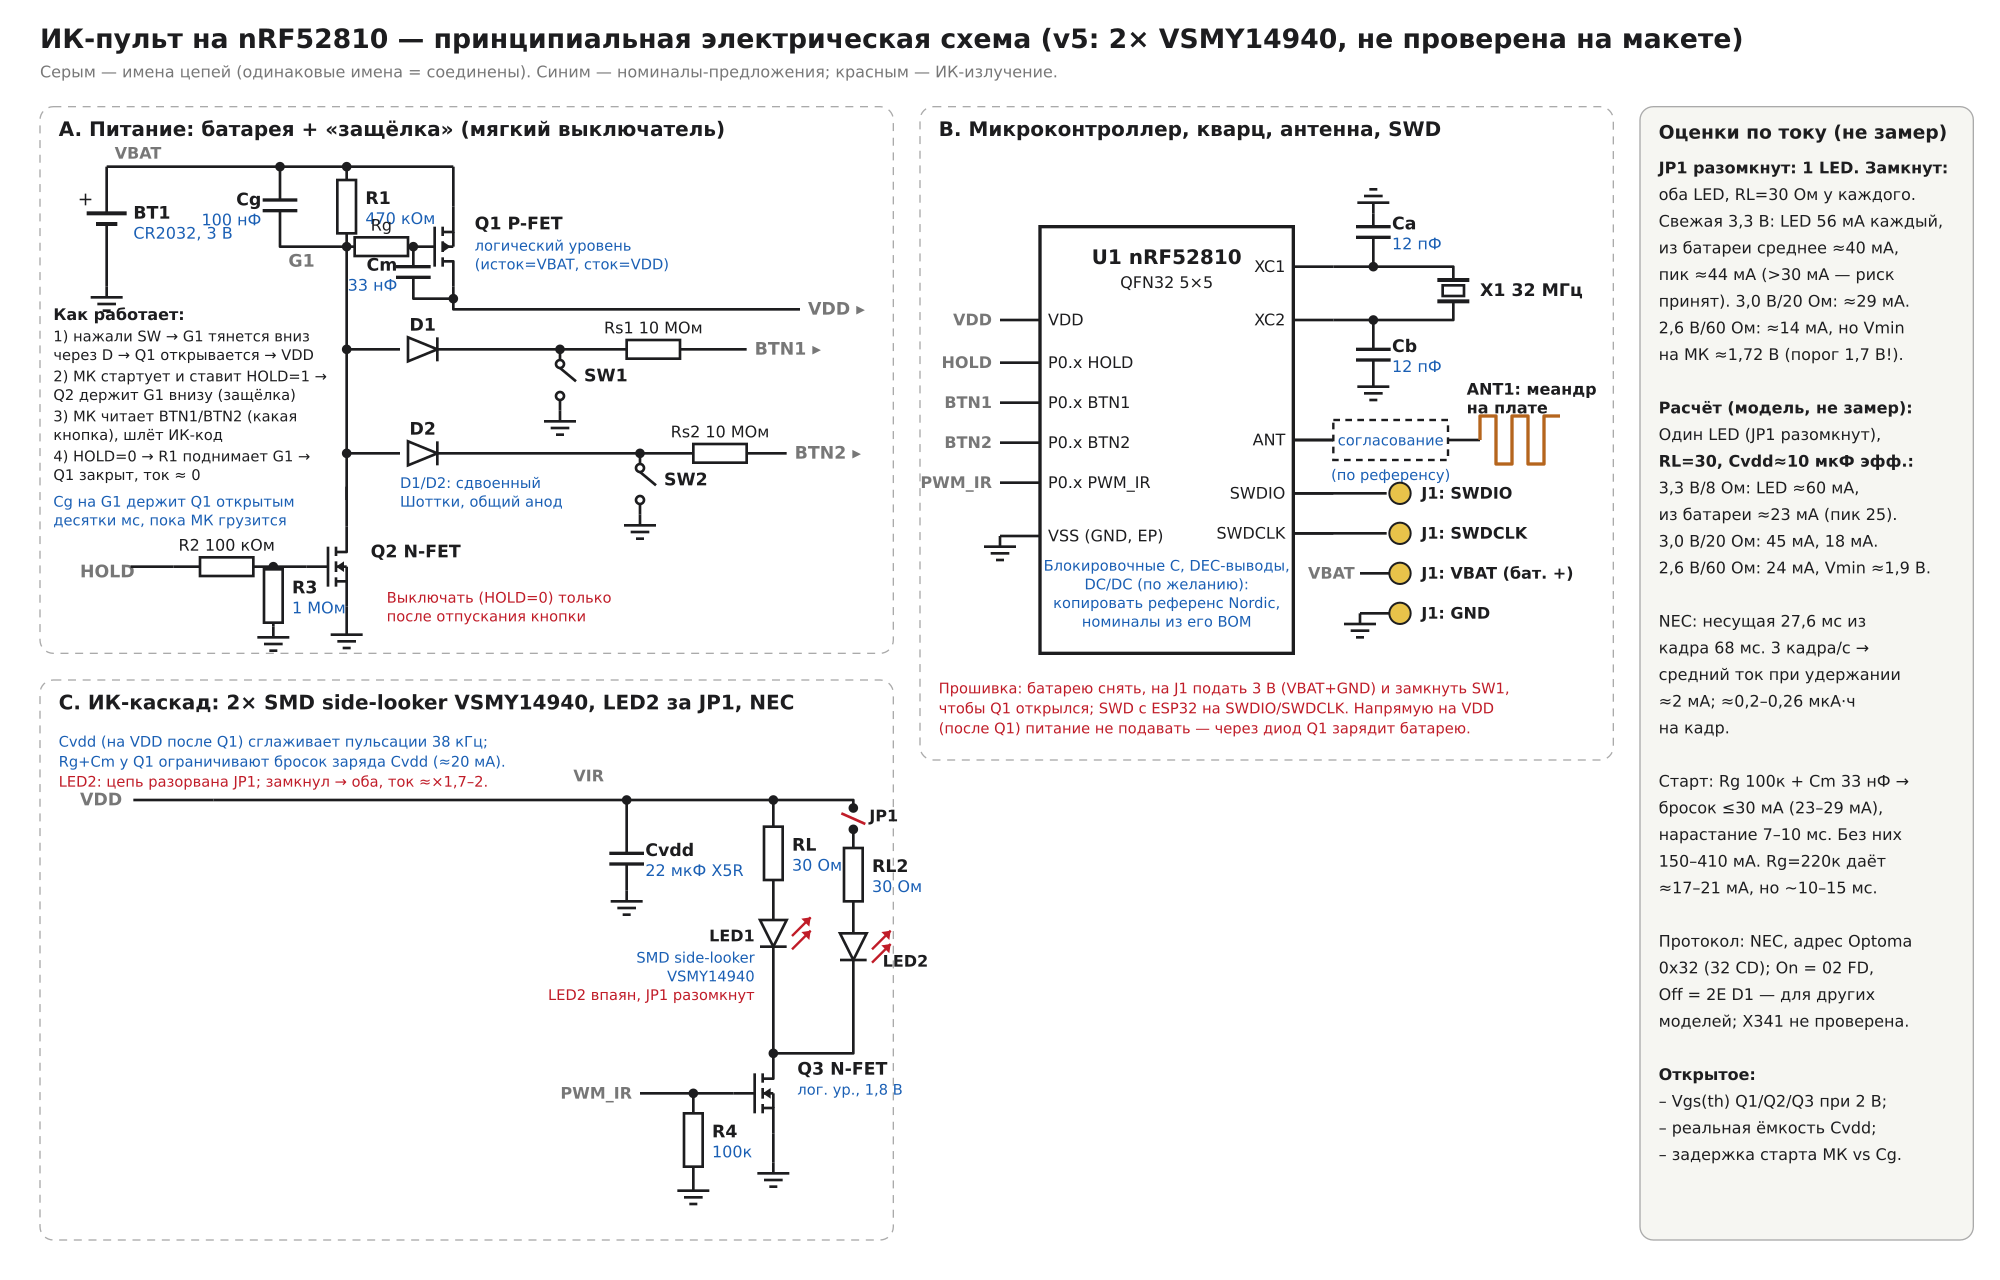 ИК-пульт на nRF52810 — принципиальная электрическая схема (v5: 2× VSMY14940, не проверена на макете)
Серым — имена цепей (одинаковые имена = соединены). Синим — номиналы-предложения; красным — ИК-излучение.
A. Питание: батарея + «защёлка» (мягкий выключатель)
VBAT
+
BT1
CR2032, 3 В
Cg
100 нФ
R1
470 кОм
Rg
G1
Cm
33 нФ
Q1 P-FET
логический уровень
(исток=VBAT, сток=VDD)
VDD ▸
Как работает:
1) нажали SW → G1 тянется вниз
через D → Q1 открывается → VDD
2) МК стартует и ставит HOLD=1 →
Q2 держит G1 внизу (защёлка)
3) МК читает BTN1/BTN2 (какая
кнопка), шлёт ИК-код
4) HOLD=0 → R1 поднимает G1 →
Q1 закрыт, ток ≈ 0
Cg на G1 держит Q1 открытым
десятки мс, пока МК грузится
D1
Rs1 10 МОм
BTN1 ▸
SW1
D2
Rs2 10 МОм
BTN2 ▸
SW2
D1/D2: сдвоенный
Шоттки, общий анод
R2 100 кОм
HOLD
R3
1 МОм
Q2 N-FET
Выключать (HOLD=0) только
после отпускания кнопки
B. Микроконтроллер, кварц, антенна, SWD
U1 nRF52810
QFN32 5×5
VDD
VDD
HOLD
P0.x HOLD
BTN1
P0.x BTN1
BTN2
P0.x BTN2
PWM_IR
P0.x PWM_IR
VSS (GND, EP)
XC1
XC2
ANT
SWDIO
SWDCLK
Блокировочные C, DEC-выводы,
DC/DC (по желанию):
копировать референс Nordic,
номиналы из его BOM
Ca
12 пФ
X1 32 МГц
Cb
12 пФ
ANT1: меандр
на плате
согласование
(по референсу)
J1: SWDIO
J1: SWDCLK
VBAT
J1: VBAT (бат. +)
J1: GND
Прошивка: батарею снять, на J1 подать 3 В (VBAT+GND) и замкнуть SW1,
чтобы Q1 открылся; SWD с ESP32 на SWDIO/SWDCLK. Напрямую на VDD
(после Q1) питание не подавать — через диод Q1 зарядит батарею.
C. ИК-каскад: 2× SMD side-looker VSMY14940, LED2 за JP1, NEC
Cvdd (на VDD после Q1) сглаживает пульсации 38 кГц;
Rg+Cm у Q1 ограничивают бросок заряда Cvdd (≈20 мА).
LED2: цепь разорвана JP1; замкнул → оба, ток ≈×1,7–2.
VDD
VIR
Cvdd
22 мкФ X5R
RL
30 Ом
JP1
RL2
30 Ом
LED1
SMD side-looker
VSMY14940
LED2 впаян, JP1 разомкнут
LED2
Q3 N-FET
лог. ур., 1,8 В
PWM_IR
R4
100к
Оценки по току (не замер)
JP1 разомкнут: 1 LED. Замкнут:
оба LED, RL=30 Ом у каждого.
Свежая 3,3 В: LED 56 мА каждый,
из батареи среднее ≈40 мА,
пик ≈44 мА (>30 мА — риск
принят). 3,0 В/20 Ом: ≈29 мА.
2,6 В/60 Ом: ≈14 мА, но Vmin
на МК ≈1,72 В (порог 1,7 В!).
Расчёт (модель, не замер):
Один LED (JP1 разомкнут),
RL=30, Cvdd≈10 мкФ эфф.:
3,3 В/8 Ом: LED ≈60 мА,
из батареи ≈23 мА (пик 25).
3,0 В/20 Ом: 45 мА, 18 мА.
2,6 В/60 Ом: 24 мА, Vmin ≈1,9 В.
NEC: несущая 27,6 мс из
кадра 68 мс. 3 кадра/с →
средний ток при удержании
≈2 мА; ≈0,2–0,26 мкА·ч
на кадр.
Старт: Rg 100к + Cm 33 нФ →
бросок ≤30 мА (23–29 мА),
нарастание 7–10 мс. Без них
150–410 мА. Rg=220к даёт
≈17–21 мА, но ~10–15 мс.
Протокол: NEC, адрес Optoma
0x32 (32 CD); On = 02 FD,
Off = 2E D1 — для других
моделей; X341 не проверена.
Открытое:
– Vgs(th) Q1/Q2/Q3 при 2 В;
– реальная ёмкость Cvdd;
– задержка старта МК vs Cg.